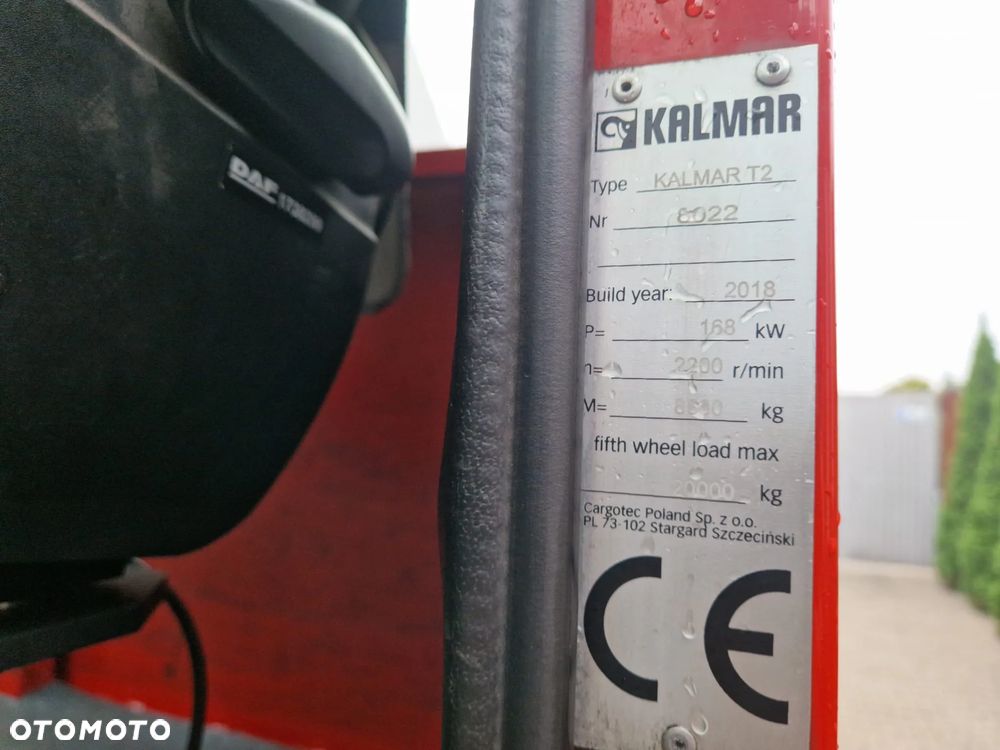 DAF
KALMAR
Type KALMAR T2
Nr 8022
Build year: 2018
P= 168 kW
n= 2200 r/min
M= kg
fifth wheel load max
20000 kg
Cargotec Poland Sp. z o.o.
PL 73-102 Stargard Szczeciński
CE
OTOMOTO